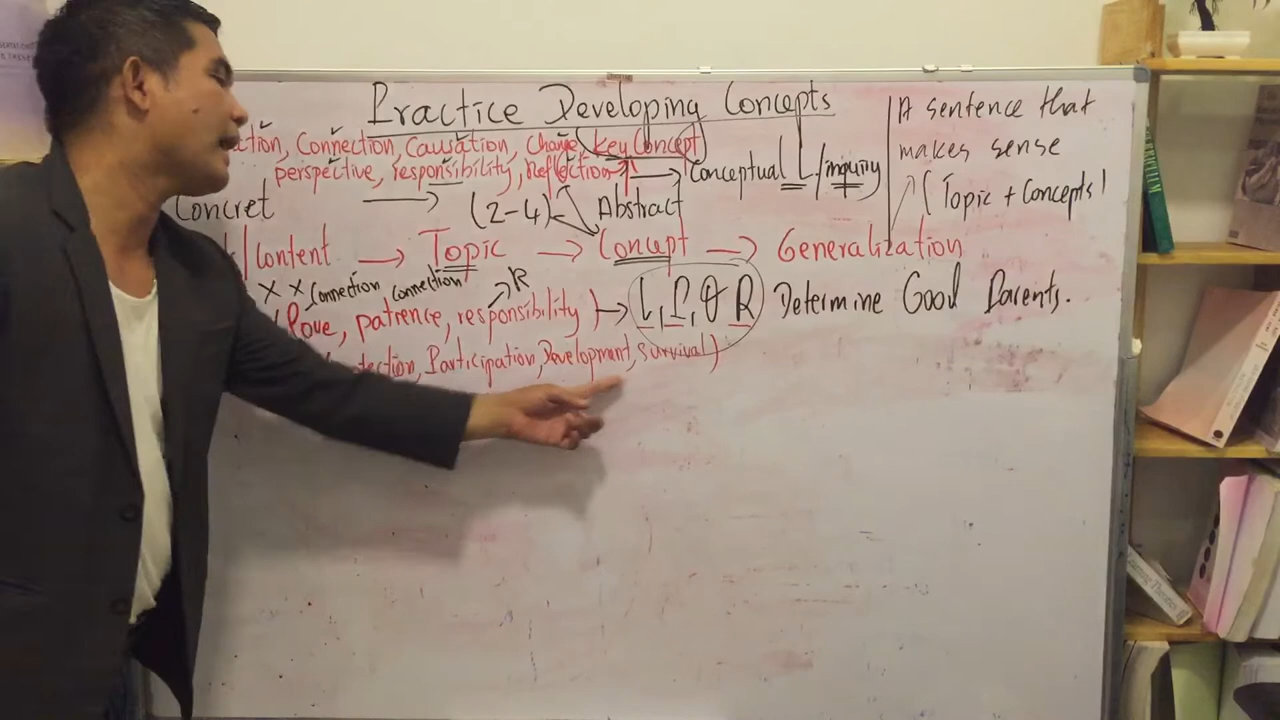 Practice Developing Concepts
ction, Connection, Causation, Change, Key Concept
perspective, responsibility, Reflection
Conceptual L/inquiry
A sentence that
makes sense
(Topic + Concepts)
Concret
(2-4)
Abstract
/Content → Topic → Concept → Generalization
x x Connection connection R
(love, patience, responsibility) → L, P, & R Determine Good Parents.
tection, Participation, Development, survival)